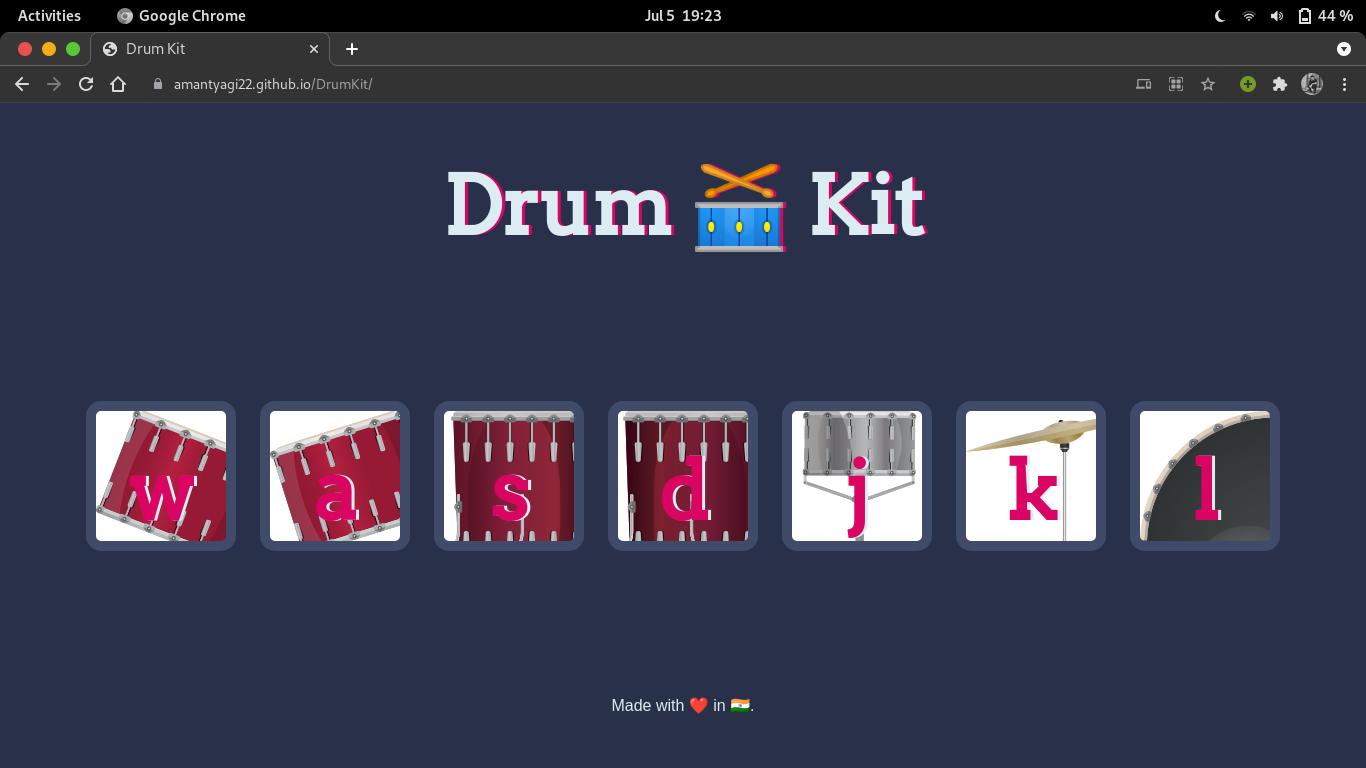 Activities Google Chrome Jul 5 19:23 44 %
Drum Kit
amantyagi22.github.io/DrumKit/
Drum 🥁 Kit
w a s d j k l
Made with ❤️ in 🇮🇳.